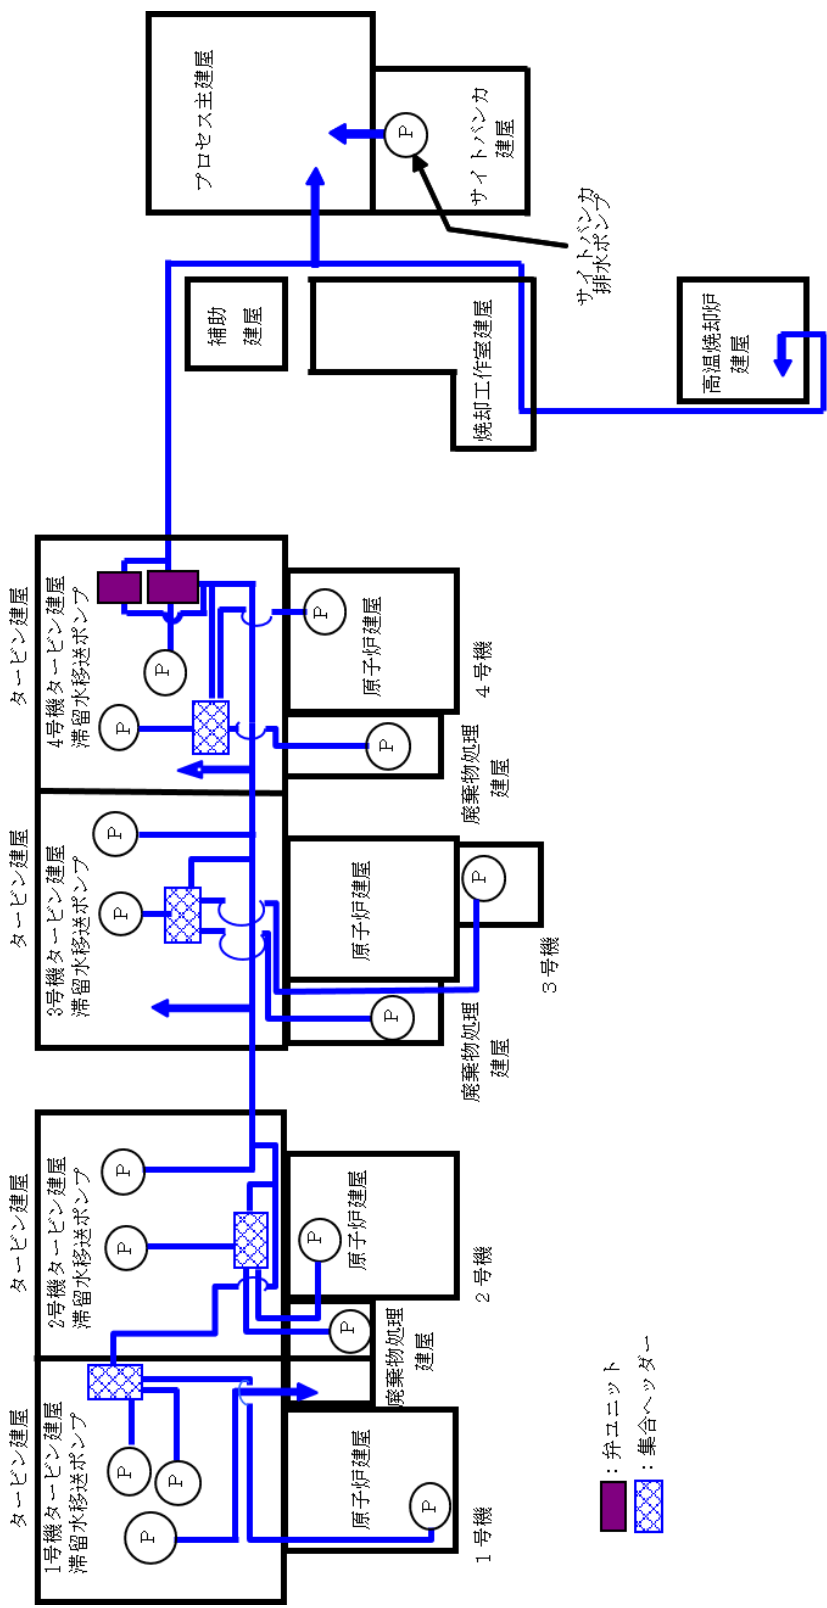 タービン建屋
1号機タービン建屋
滞留水移送ポンプ
P
P
P
原子炉建屋
P
1号機
タービン建屋
2号機タービン建屋
滞留水移送ポンプ
P
P
廃棄物処理
建屋
P
原子炉建屋
P
2号機
タービン建屋
3号機タービン建屋
滞留水移送ポンプ
P
P
廃棄物処理
建屋
P
原子炉建屋
P
3号機
タービン建屋
4号機タービン建屋
滞留水移送ポンプ
P
P
廃棄物処理
建屋
P
原子炉建屋
P
4号機
補助
建屋
焼却工作室建屋
高温焼却炉
建屋
プロセス主建屋
サイトバンカ
建屋
P
サイトバンカ
排水ポンプ
:弁ユニット
:集合ヘッダー